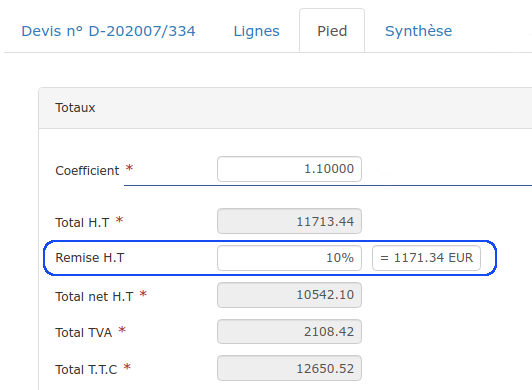 Devis n° D-202007/334 Lignes Pied Synthèse
Totaux
Coefficient * 1.10000
Total H.T * 11713.44
Remise H.T 10% = 1171.34 EUR
Total net H.T * 10542.10
Total TVA * 2108.42
Total T.T.C * 12650.52